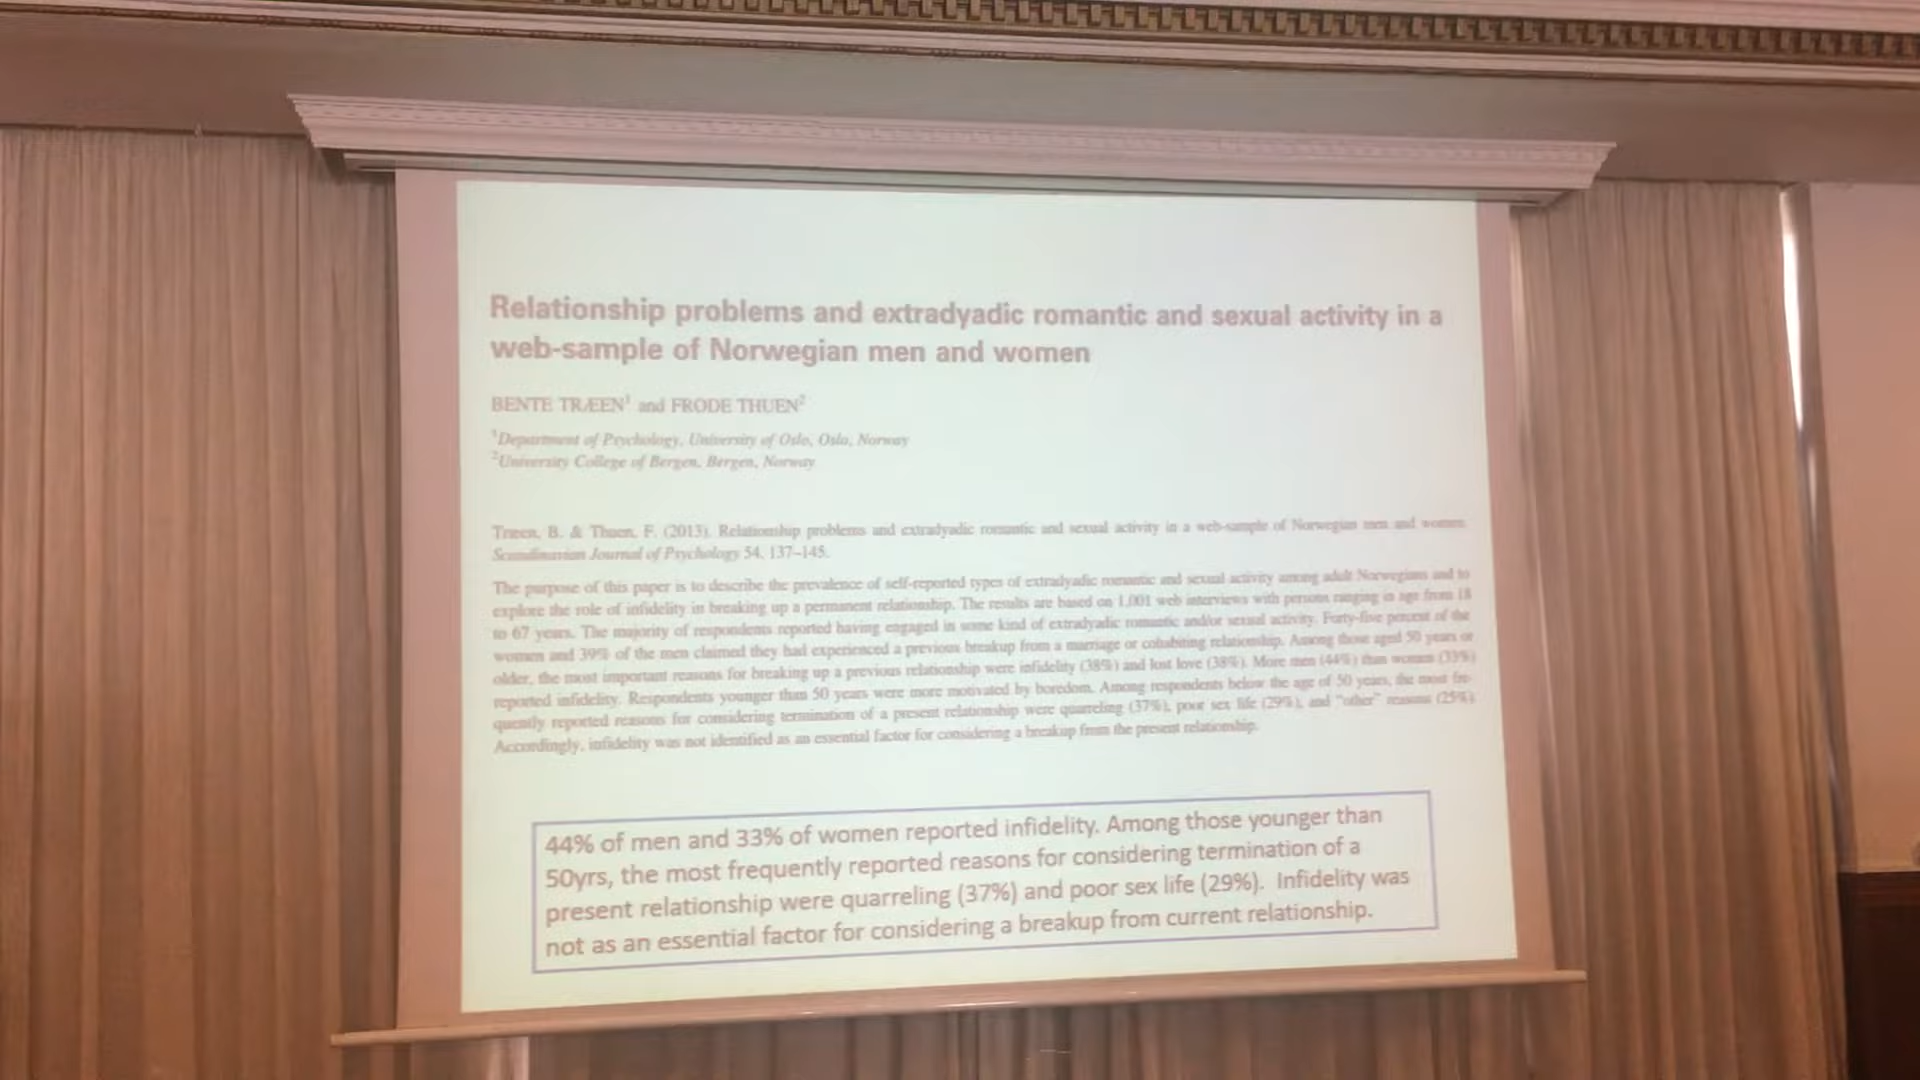 Relationship problems and extradyadic romantic and sexual activity in a
web-sample of Norwegian men and women
BENTE TRÆEN¹ and FRODE THUEN²
¹Department of Psychology, University of Oslo, Oslo, Norway
²University College of Bergen, Bergen, Norway
Træen, B. & Thuen, F. (2013). Relationship problems and extradyadic romantic and sexual activity in a web-sample of Norwegian men and women.
Scandinavian Journal of Psychology 54, 137–145.
The purpose of this paper is to describe the prevalence of self-reported types of extradyadic romantic and sexual activity among adult Norwegians and to
explore the role of infidelity in breaking up a permanent relationship. The results are based on 1,001 web interviews with persons ranging in age from 18
to 67 years. The majority of respondents reported having engaged in some kind of extradyadic romantic and/or sexual activity. Forty-five percent of the
women and 39% of the men claimed they had experienced a previous breakup from a marriage or cohabiting relationship. Among those aged 50 years or
older, the most important reasons for breaking up a previous relationship were infidelity (38%) and lost love (38%). More men (44%) than women (33%)
reported infidelity. Respondents younger than 50 years were more motivated by boredom. Among respondents below the age of 50 years, the most fre-
quently reported reasons for considering termination of a present relationship were quarreling (37%), poor sex life (29%), and "other" reasons (25%).
Accordingly, infidelity was not identified as an essential factor for considering a breakup from the present relationship.
44% of men and 33% of women reported infidelity. Among those younger than
50yrs, the most frequently reported reasons for considering termination of a
present relationship were quarreling (37%) and poor sex life (29%). Infidelity was
not as an essential factor for considering a breakup from current relationship.